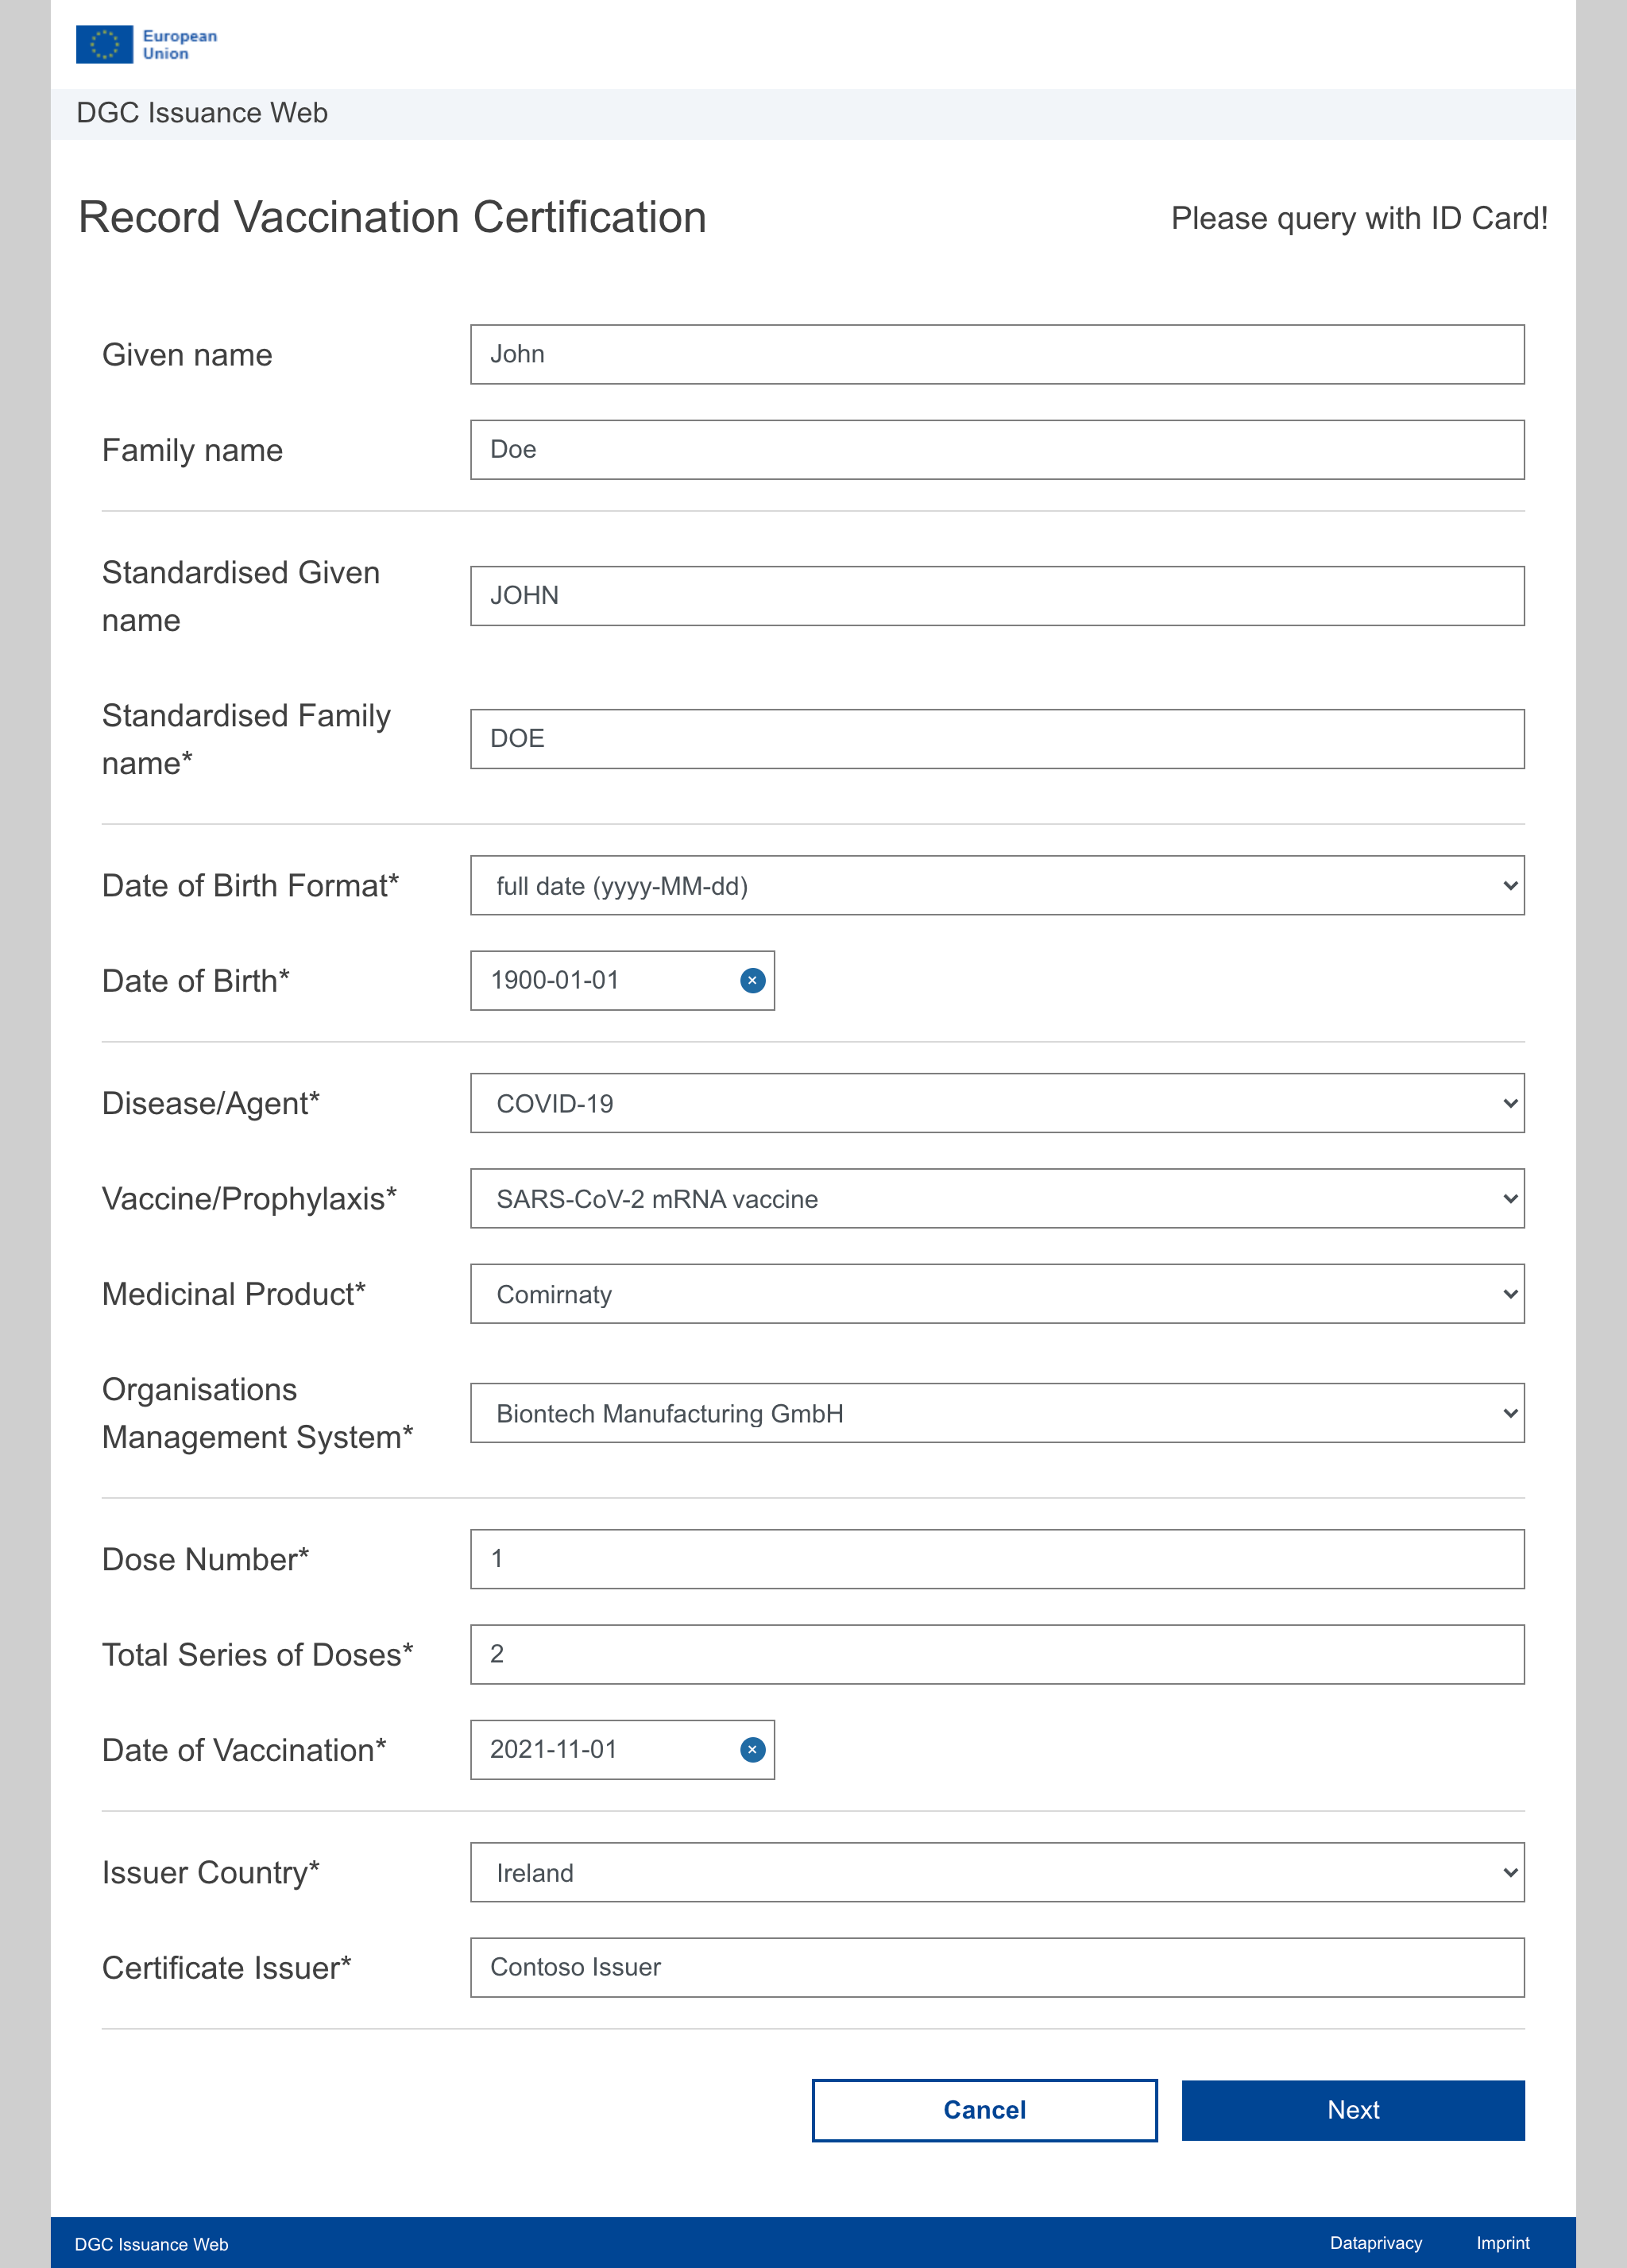 European
Union
DGC Issuance Web
Record Vaccination Certification
Please query with ID Card!
Given name
John
Family name
Doe
Standardised Given
name
JOHN
Standardised Family
name*
DOE
Date of Birth Format*
full date (yyyy-MM-dd)
Date of Birth*
1900-01-01
Disease/Agent*
COVID-19
Vaccine/Prophylaxis*
SARS-CoV-2 mRNA vaccine
Medicinal Product*
Comirnaty
Organisations
Management System*
Biontech Manufacturing GmbH
Dose Number*
1
Total Series of Doses*
2
Date of Vaccination*
2021-11-01
Issuer Country*
Ireland
Certificate Issuer*
Contoso Issuer
Cancel
Next
DGC Issuance Web
Dataprivacy
Imprint